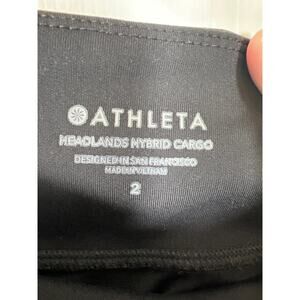 ATHLETA
HEADLANDS HYBRID CARGO
DESIGNED IN SAN FRANCISCO
MADE IN VIETNAM
2